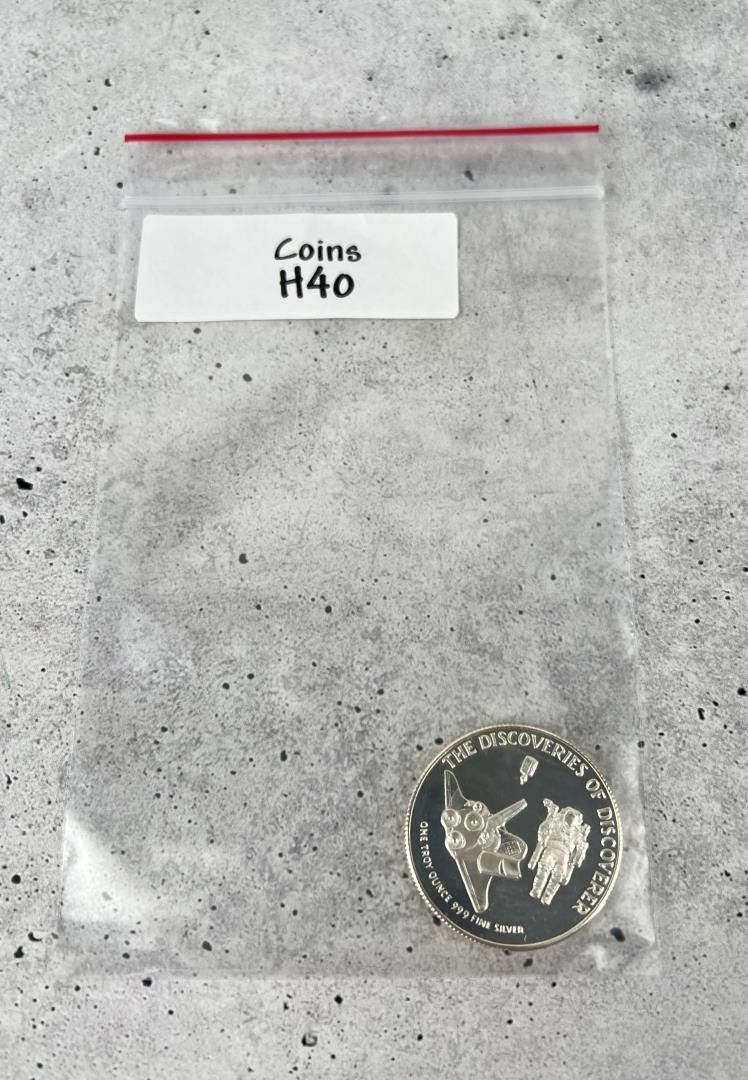 Coins
H40
THE DISCOVERIES OF DISCOVERER
ONE TROY OUNCE 999 FINE SILVER